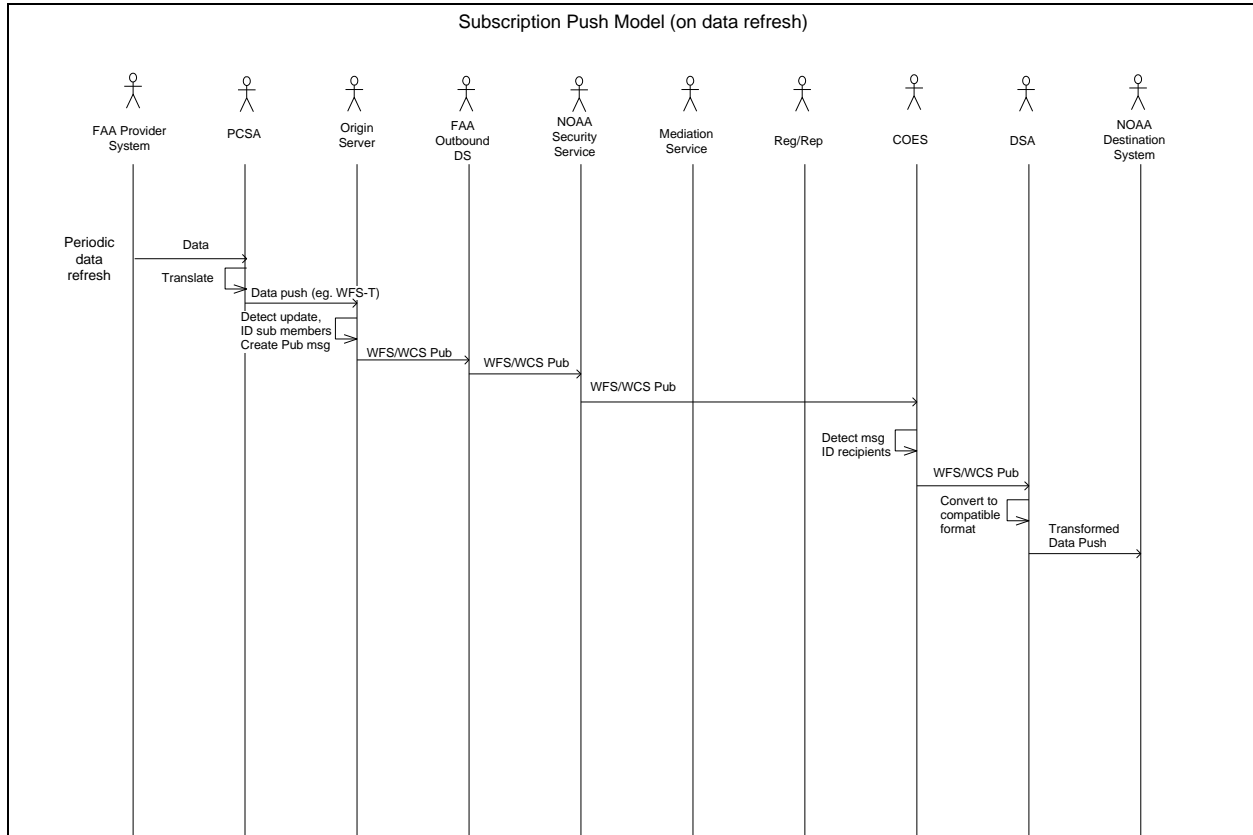 Subscription Push Model (on data refresh)
FAA Provider
System
PCSA
Origin
Server
FAA
Outbound
DS
NOAA
Security
Service
Mediation
Service
Reg/Rep
COES
DSA
NOAA
Destination
System
Periodic
data
refresh
Data
Translate
Data push (eg. WFS-T)
Detect update,
ID sub members
Create Pub msg
WFS/WCS Pub
WFS/WCS Pub
WFS/WCS Pub
Detect msg
ID recipients
WFS/WCS Pub
Convert to
compatible
format
Transformed
Data Push